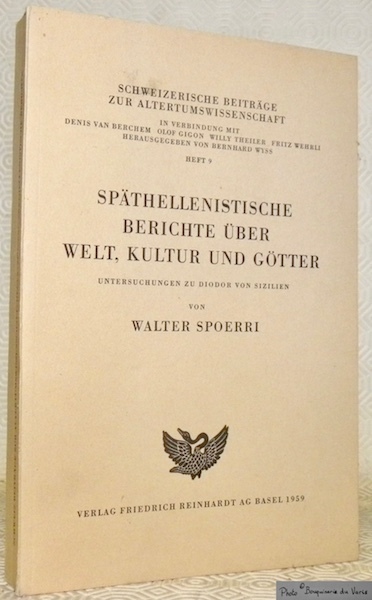 SCHWEIZERISCHE BEITRÄGE
ZUR ALTERTUMSWISSENSCHAFT
IN VERBINDUNG MIT
DENIS VAN BERCHEM OLOF GIGON WILLY THEILER FRITZ WEHRLI
HERAUSGEGEBEN VON BERNHARD WYSS
HEFT 9
SPÄTHELLENISTISCHE
BERICHTE ÜBER
WELT, KULTUR UND GÖTTER
UNTERSUCHUNGEN ZU DIODOR VON SIZILIEN
VON
WALTER SPOERRI
VERLAG FRIEDRICH REINHARDT AG BASEL 1959
Photo © Bouquinerie du Varis